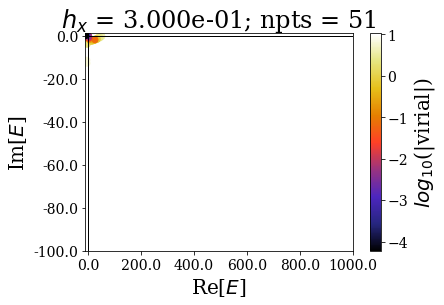 h_x = 3.000e-01; npts = 51
0.0
-20.0
-40.0
-60.0
-80.0
-100.0
Im[E]
0.0 200.0 400.0 600.0 800.0 1000.0
Re[E]
1
0
−1
−2
−3
−4
log_10(|virial|)